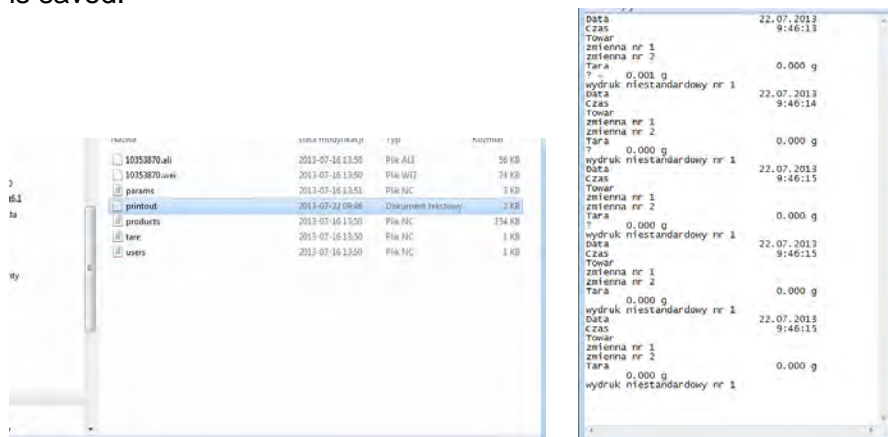 is saved.
Nazwa Data modyfikacji Typ Rozmiar
10353870.ali 2013-07-16 13:50 Plik ALI 56 KB
10353870.wei 2013-07-16 13:50 Plik WEI 74 KB
params 2013-07-16 13:51 Plik NC 3 KB
printout 2013-07-22 09:46 Dokument tekstowy 3 KB
products 2013-07-16 13:50 Plik NC 334 KB
tare 2013-07-16 13:50 Plik NC 1 KB
users 2013-07-16 13:50 Plik NC 1 KB
Data 22.07.2013
Czas 9:46:13
Towar
zmienna nr 1
zmienna nr 2
Tara 0.000 g
? - 0.001 g
wydruk niestandardowy nr 1
Data 22.07.2013
Czas 9:46:14
Towar
zmienna nr 1
zmienna nr 2
Tara 0.000 g
? 0.000 g
wydruk niestandardowy nr 1
Data 22.07.2013
Czas 9:46:15
Towar
zmienna nr 1
zmienna nr 2
Tara 0.000 g
? 0.000 g
wydruk niestandardowy nr 1
Data 22.07.2013
Czas 9:46:15
Towar
zmienna nr 1
zmienna nr 2
Tara 0.000 g
0.000 g
wydruk niestandardowy nr 1
Data 22.07.2013
Czas 9:46:15
Towar
zmienna nr 1
zmienna nr 2
Tara 0.000 g
0.000 g
wydruk niestandardowy nr 1